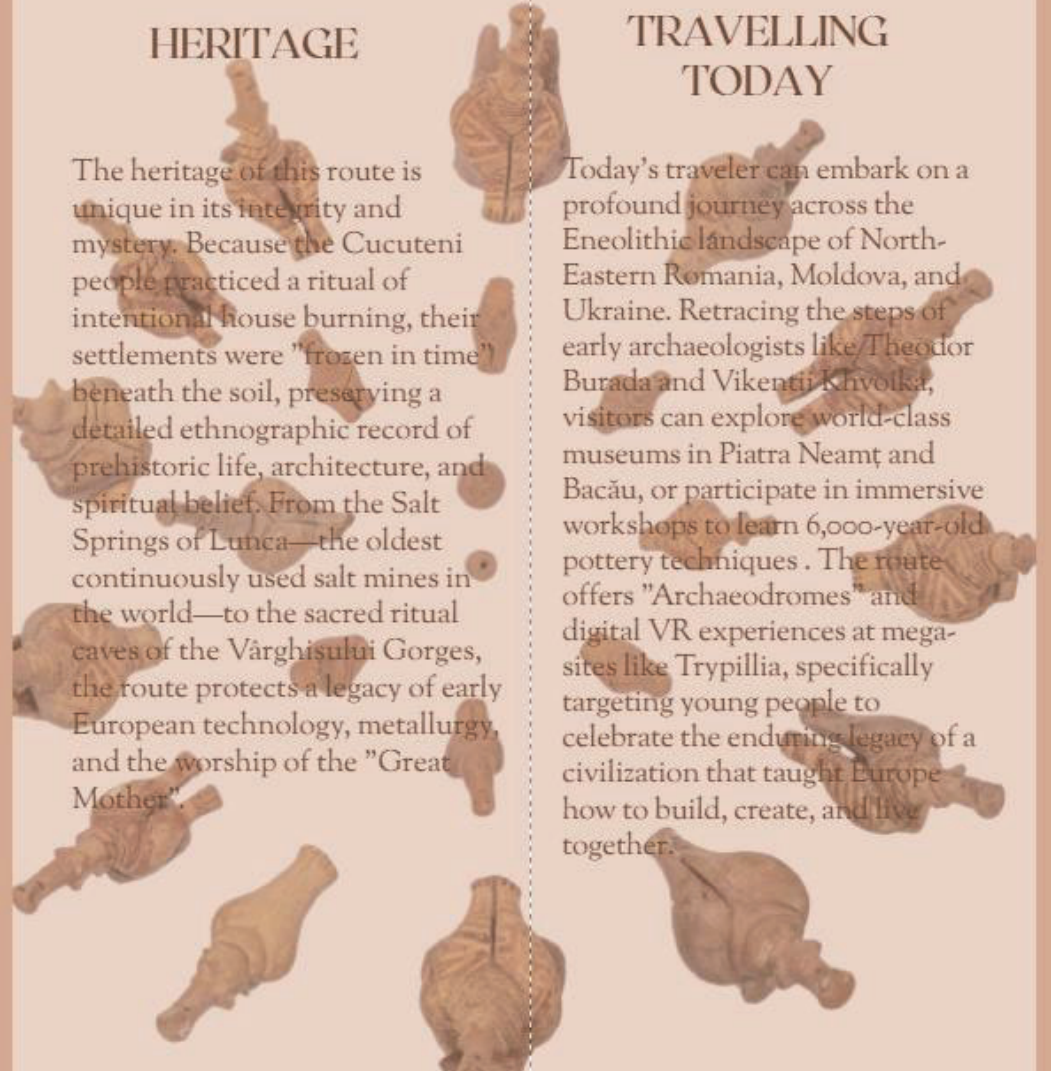 HERITAGE
The heritage of this route is
unique in its integrity and
mystery. Because the Cucuteni
people practiced a ritual of
intentional house burning, their
settlements were "frozen in time"
beneath the soil, preserving a
detailed ethnographic record of
prehistoric life, architecture, and
spiritual belief. From the Salt
Springs of Lunca—the oldest
continuously used salt mines in
the world—to the sacred ritual
caves of the Vârghișului Gorges,
the route protects a legacy of early
European technology, metallurgy,
and the worship of the "Great
Mother".
TRAVELLING
TODAY
Today's traveler can embark on a
profound journey across the
Eneolithic landscape of North-
Eastern Romania, Moldova, and
Ukraine. Retracing the steps of
early archaeologists like Theodor
Burada and Vikentii Khvoika,
visitors can explore world-class
museums in Piatra Neamț and
Bacău, or participate in immersive
workshops to learn 6,000-year-old
pottery techniques . The route
offers "Archaeodromes" and
digital VR experiences at mega-
sites like Trypillia, specifically
targeting young people to
celebrate the enduring legacy of a
civilization that taught Europe
how to build, create, and live
together.